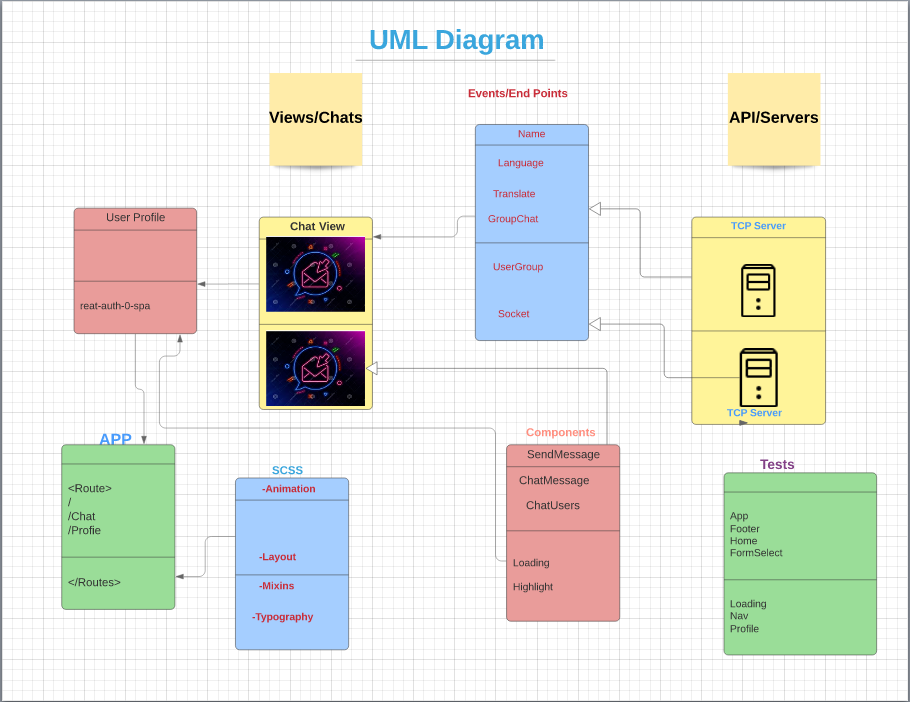 UML Diagram
Views/Chats
Events/End Points
API/Servers
Name
Language
Translate
GroupChat
UserGroup
Socket
User Profile
reat-auth-0-spa
Chat View
TCP Server
TCP Server
APP
<Route>
/
/Chat
/Profie
</Routes>
SCSS
-Animation
-Layout
-Mixins
-Typography
Components
SendMessage
ChatMessage
ChatUsers
Loading
Highlight
Tests
App
Footer
Home
FormSelect
Loading
Nav
Profile